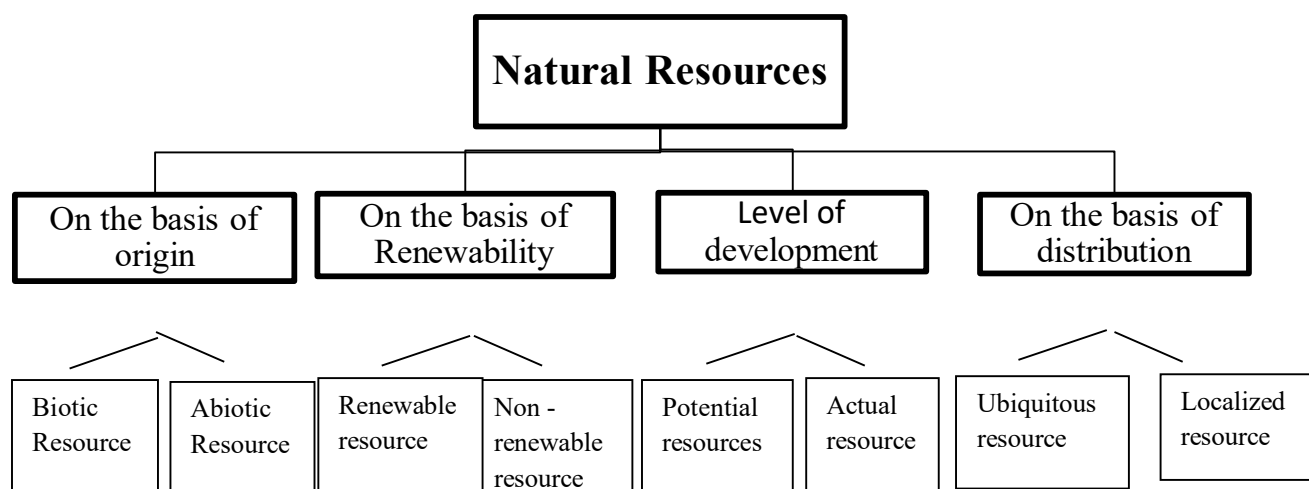 Natural Resources
On the basis of
origin
On the basis of
Renewability
Level of
development
On the basis of
distribution
Biotic
Resource
Abiotic
Resource
Renewable
resource
Non -
renewable
resource
Potential
resources
Actual
resource
Ubiquitous
resource
Localized
resource